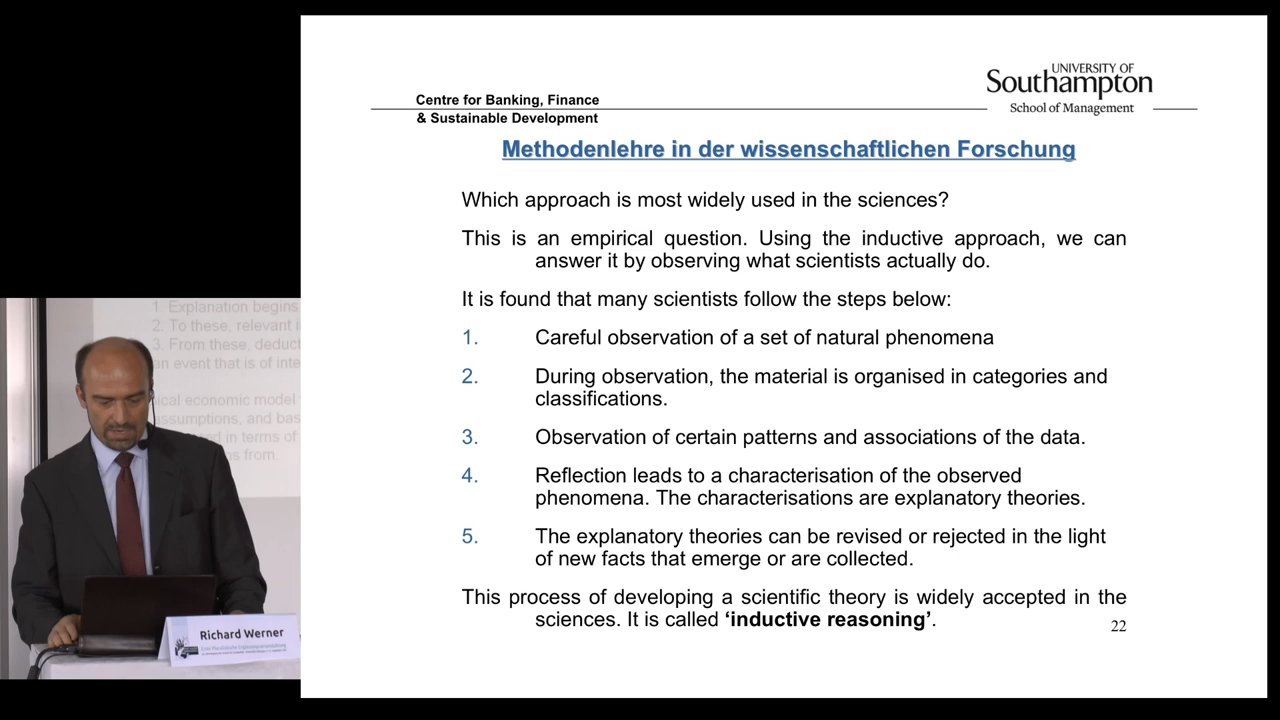 Centre for Banking, Finance
& Sustainable Development
UNIVERSITY OF
Southampton
School of Management
Methodenlehre in der wissenschaftlichen Forschung
Which approach is most widely used in the sciences?
This is an empirical question. Using the inductive approach, we can
answer it by observing what scientists actually do.
It is found that many scientists follow the steps below:
1. Careful observation of a set of natural phenomena
2. During observation, the material is organised in categories and
classifications.
3. Observation of certain patterns and associations of the data.
4. Reflection leads to a characterisation of the observed
phenomena. The characterisations are explanatory theories.
5. The explanatory theories can be revised or rejected in the light
of new facts that emerge or are collected.
This process of developing a scientific theory is widely accepted in the
sciences. It is called ‘inductive reasoning’.
22
1. Explanation begins
2. To these, relevant
3. From these, deduct
an event that is of inte
ical economic model
assumptions, and bas
d in terms of
s from.
Richard Werner